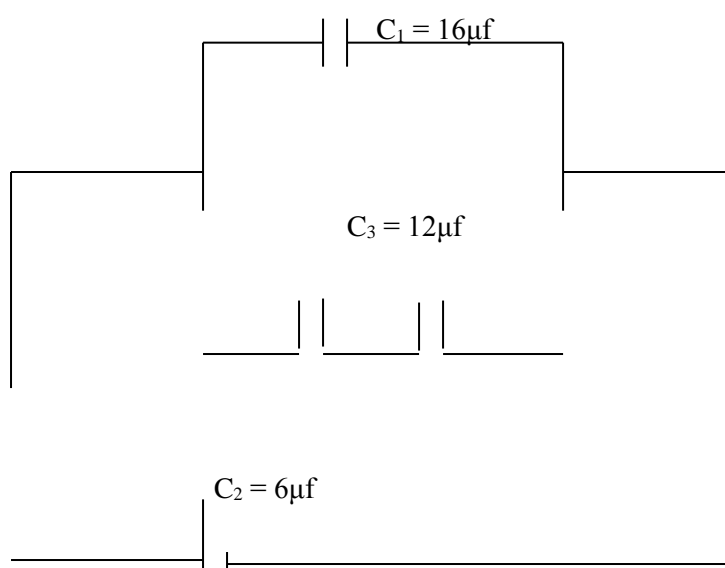 C₁ = 16μf
C₃ = 12μf
C₂ = 6μf